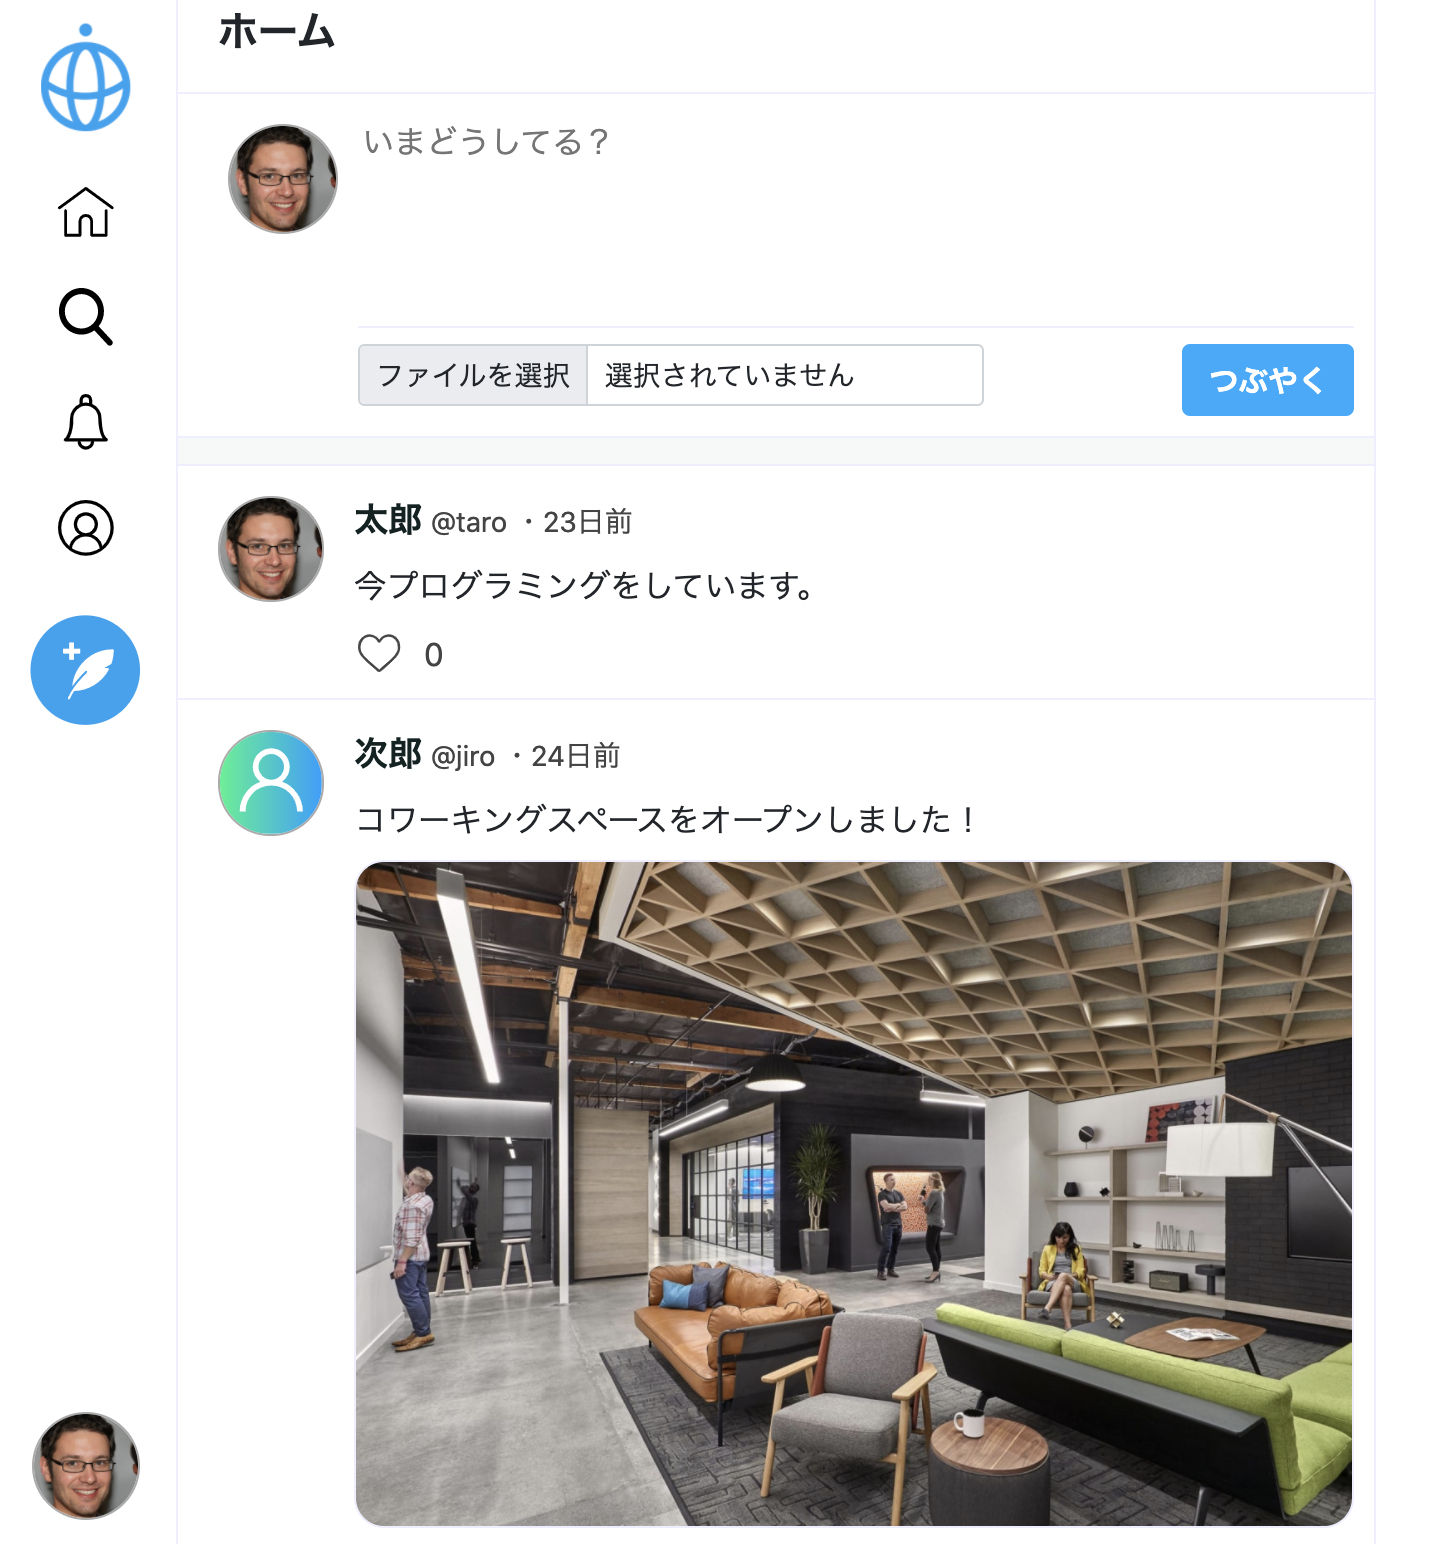 ホーム
いまどうしてる？
ファイルを選択 選択されていません
つぶやく
太郎 @taro ・23日前
今プログラミングをしています。
0
次郎 @jiro ・24日前
コワーキングスペースをオープンしました！